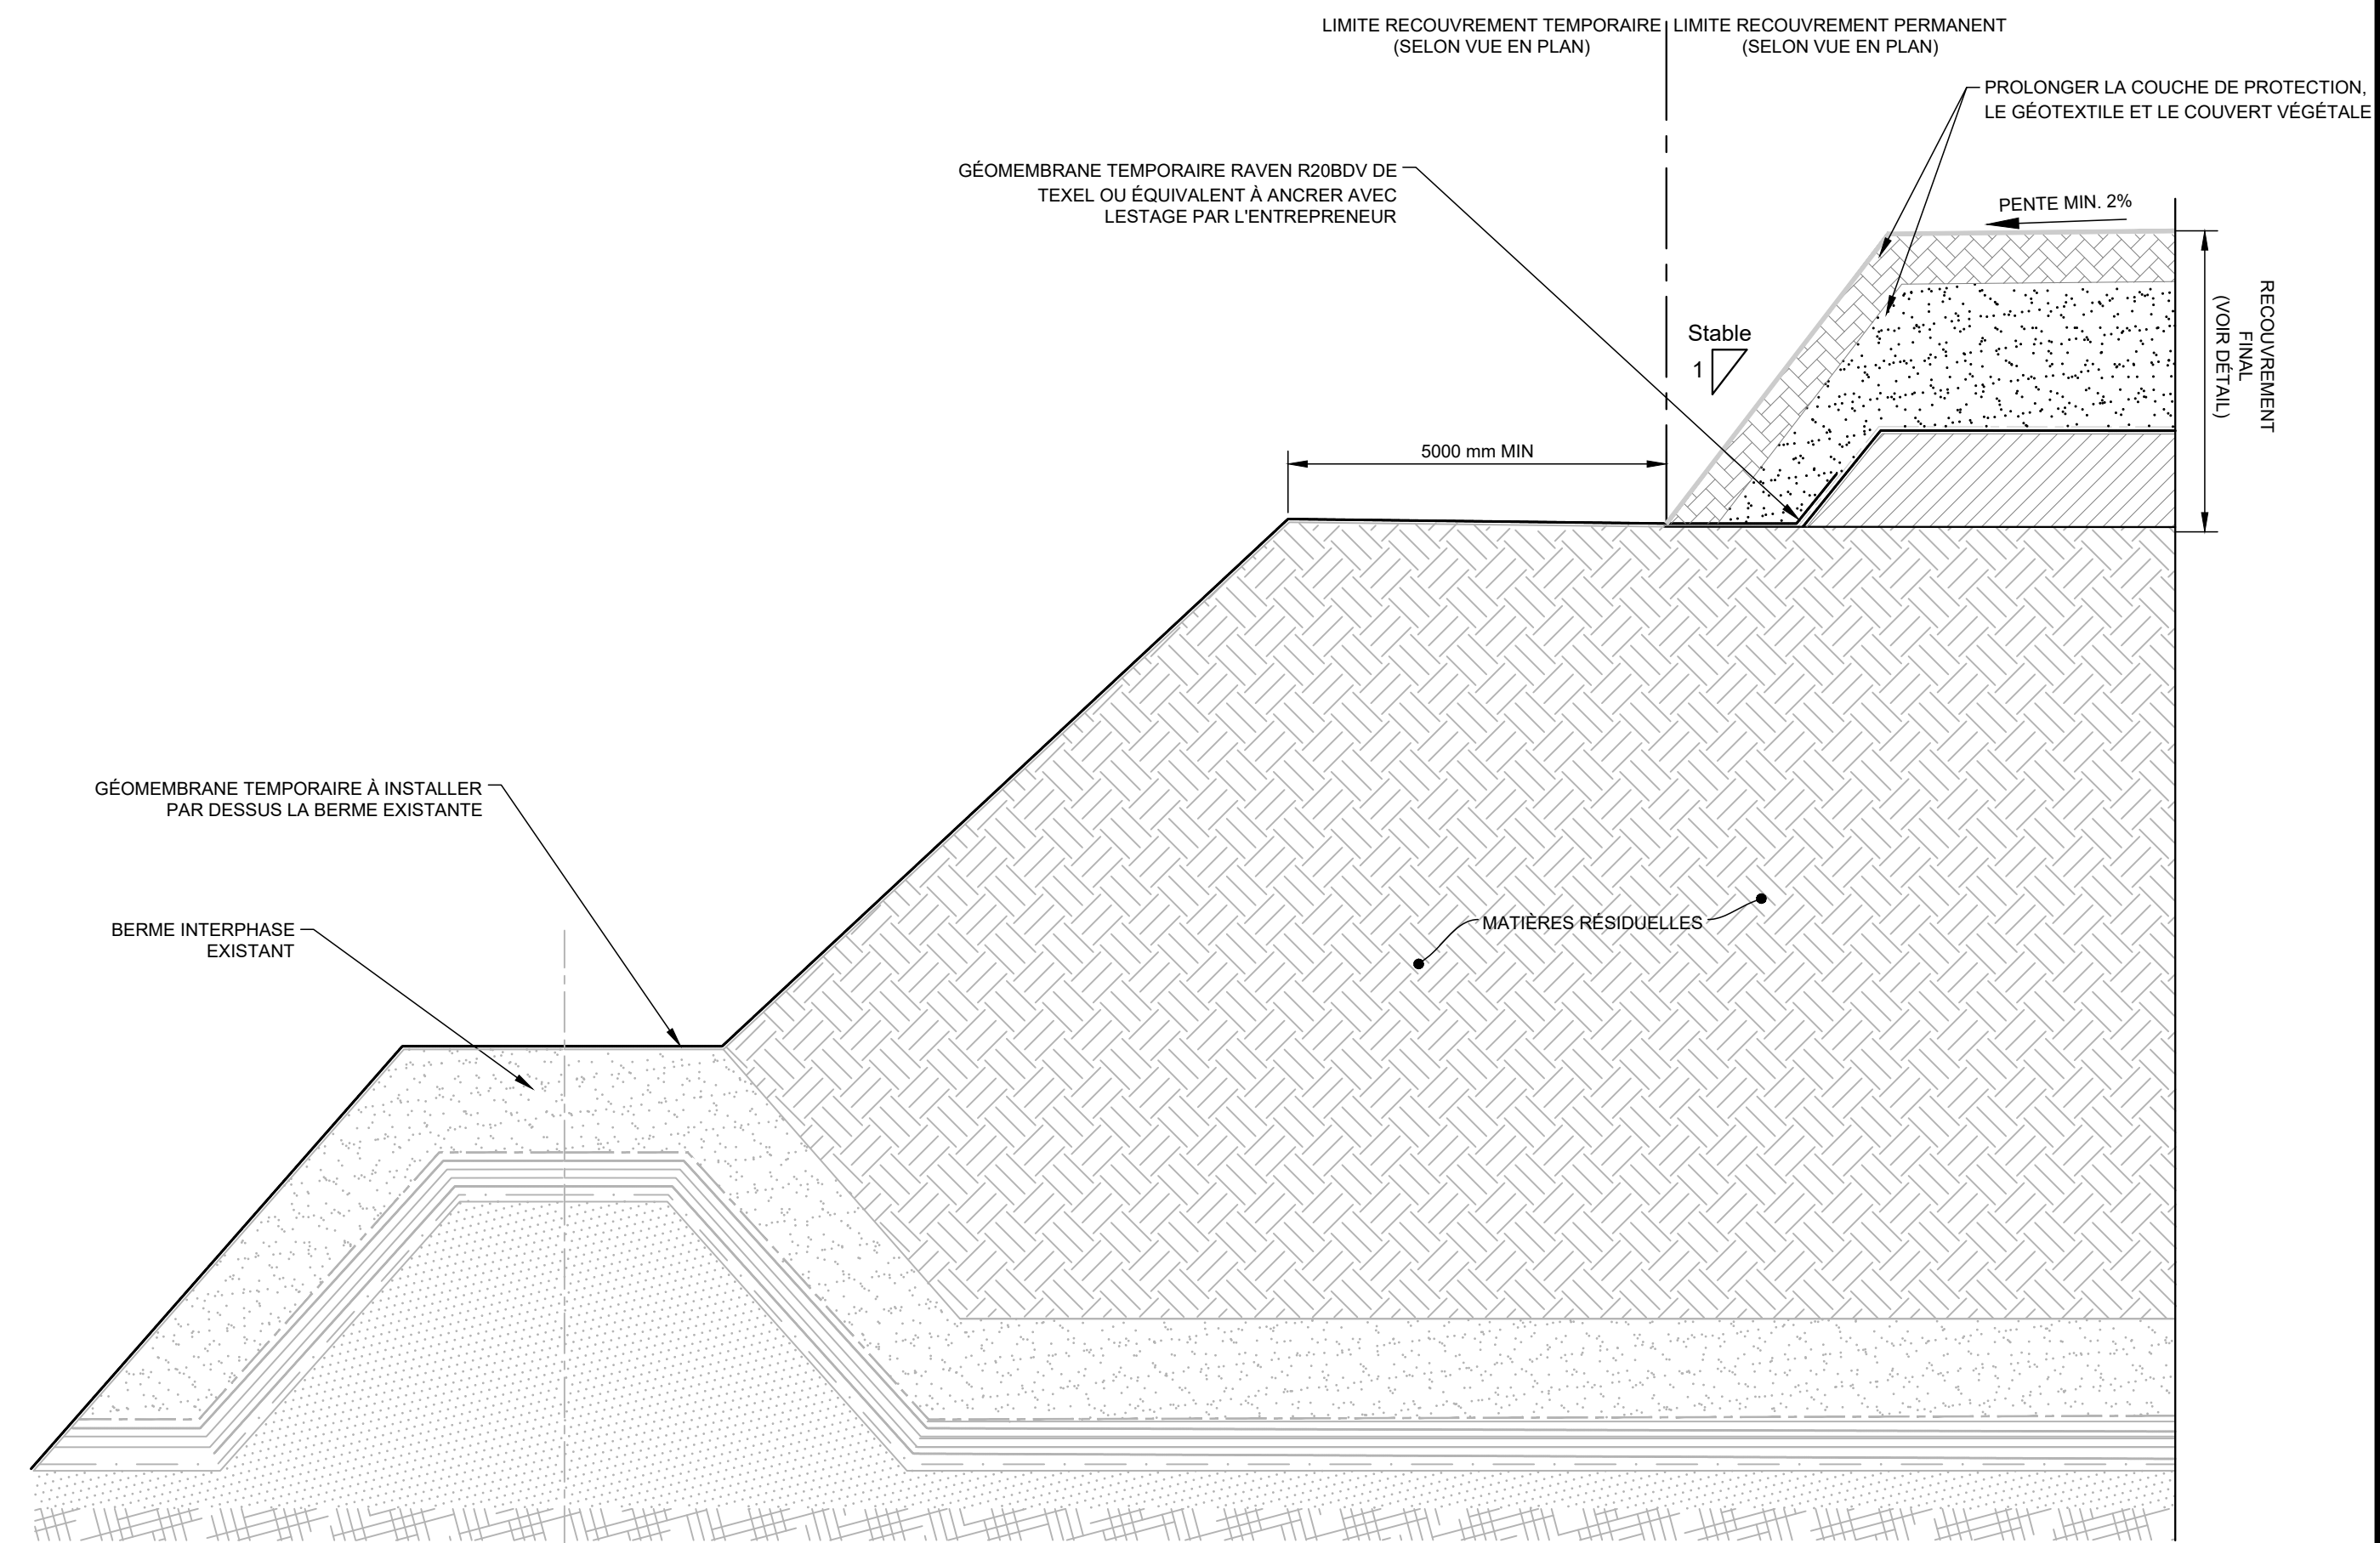 LIMITE RECOUVREMENT TEMPORAIRE
(SELON VUE EN PLAN)
LIMITE RECOUVREMENT PERMANENT
(SELON VUE EN PLAN)
PROLONGER LA COUCHE DE PROTECTION,
LE GÉOTEXTILE ET LE COUVERT VÉGÉTALE
GÉOMEMBRANE TEMPORAIRE RAVEN R20BDV DE
TEXEL OU ÉQUIVALENT À ANCRER AVEC
LESTAGE PAR L'ENTREPRENEUR
PENTE MIN. 2%
RECOUVREMENT
FINAL
(VOIR DÉTAIL)
Stable
1
5000 mm MIN
GÉOMEMBRANE TEMPORAIRE À INSTALLER
PAR DESSUS LA BERME EXISTANTE
BERME INTERPHASE
EXISTANT
MATIÈRES RÉSIDUELLES